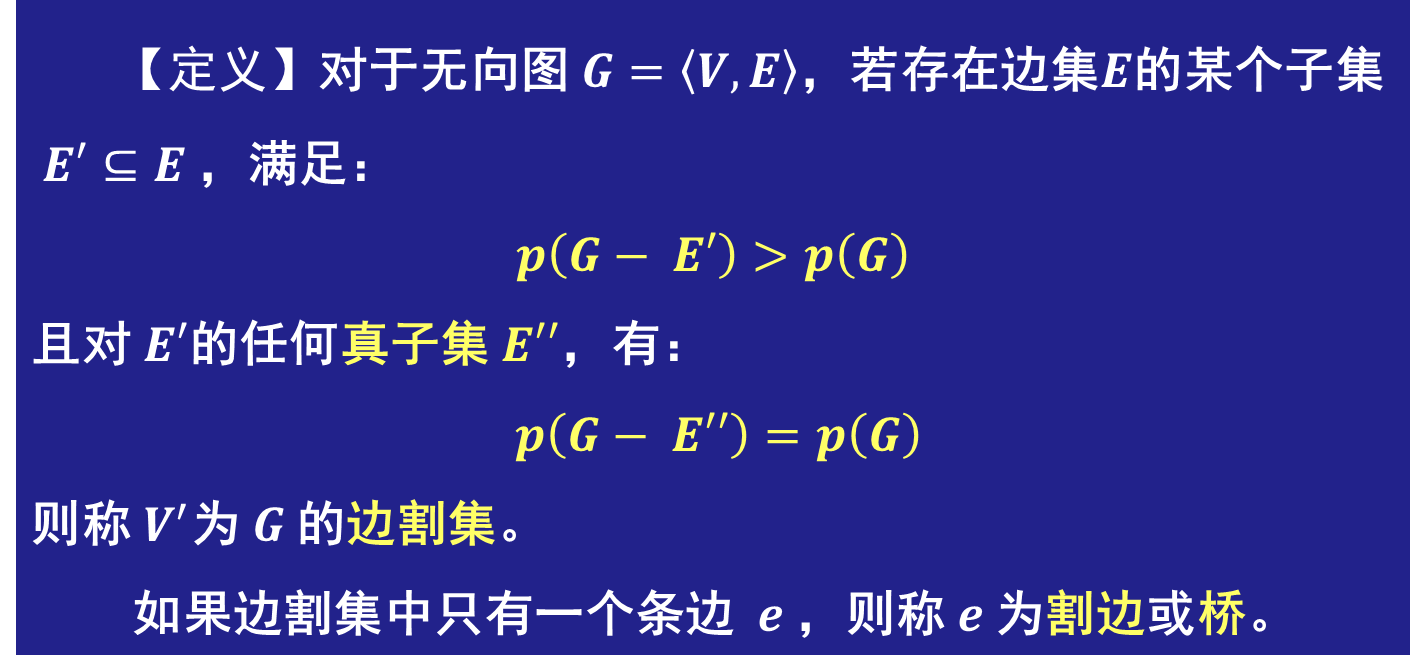 【定义】对于无向图 G = ⟨V, E⟩，若存在边集E的某个子集
E′ ⊆ E ，满足：
p(G − E′) > p(G)
且对 E′的任何真子集 E′′，有：
p(G − E′′) = p(G)
则称 V′为 G 的边割集。
如果边割集中只有一个条边 e ，则称 e 为割边或桥。